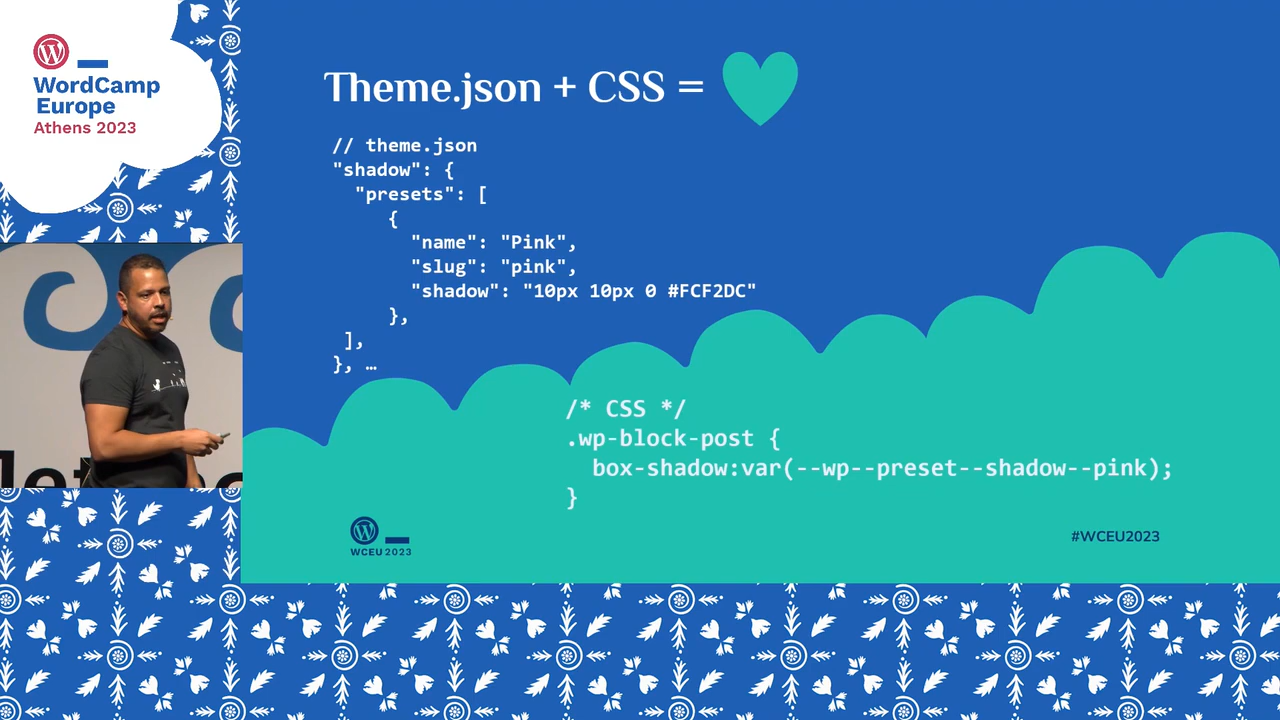 WordCamp
Europe
Athens 2023
Theme.json + CSS =
// theme.json
"shadow": {
"presets": [
{
"name": "Pink",
"slug": "pink",
"shadow": "10px 10px 0 #FCF2DC"
},
],
}, …
/* CSS */
.wp-block-post {
box-shadow:var(--wp--preset--shadow--pink);
}
WCEU 2023
#WCEU2023